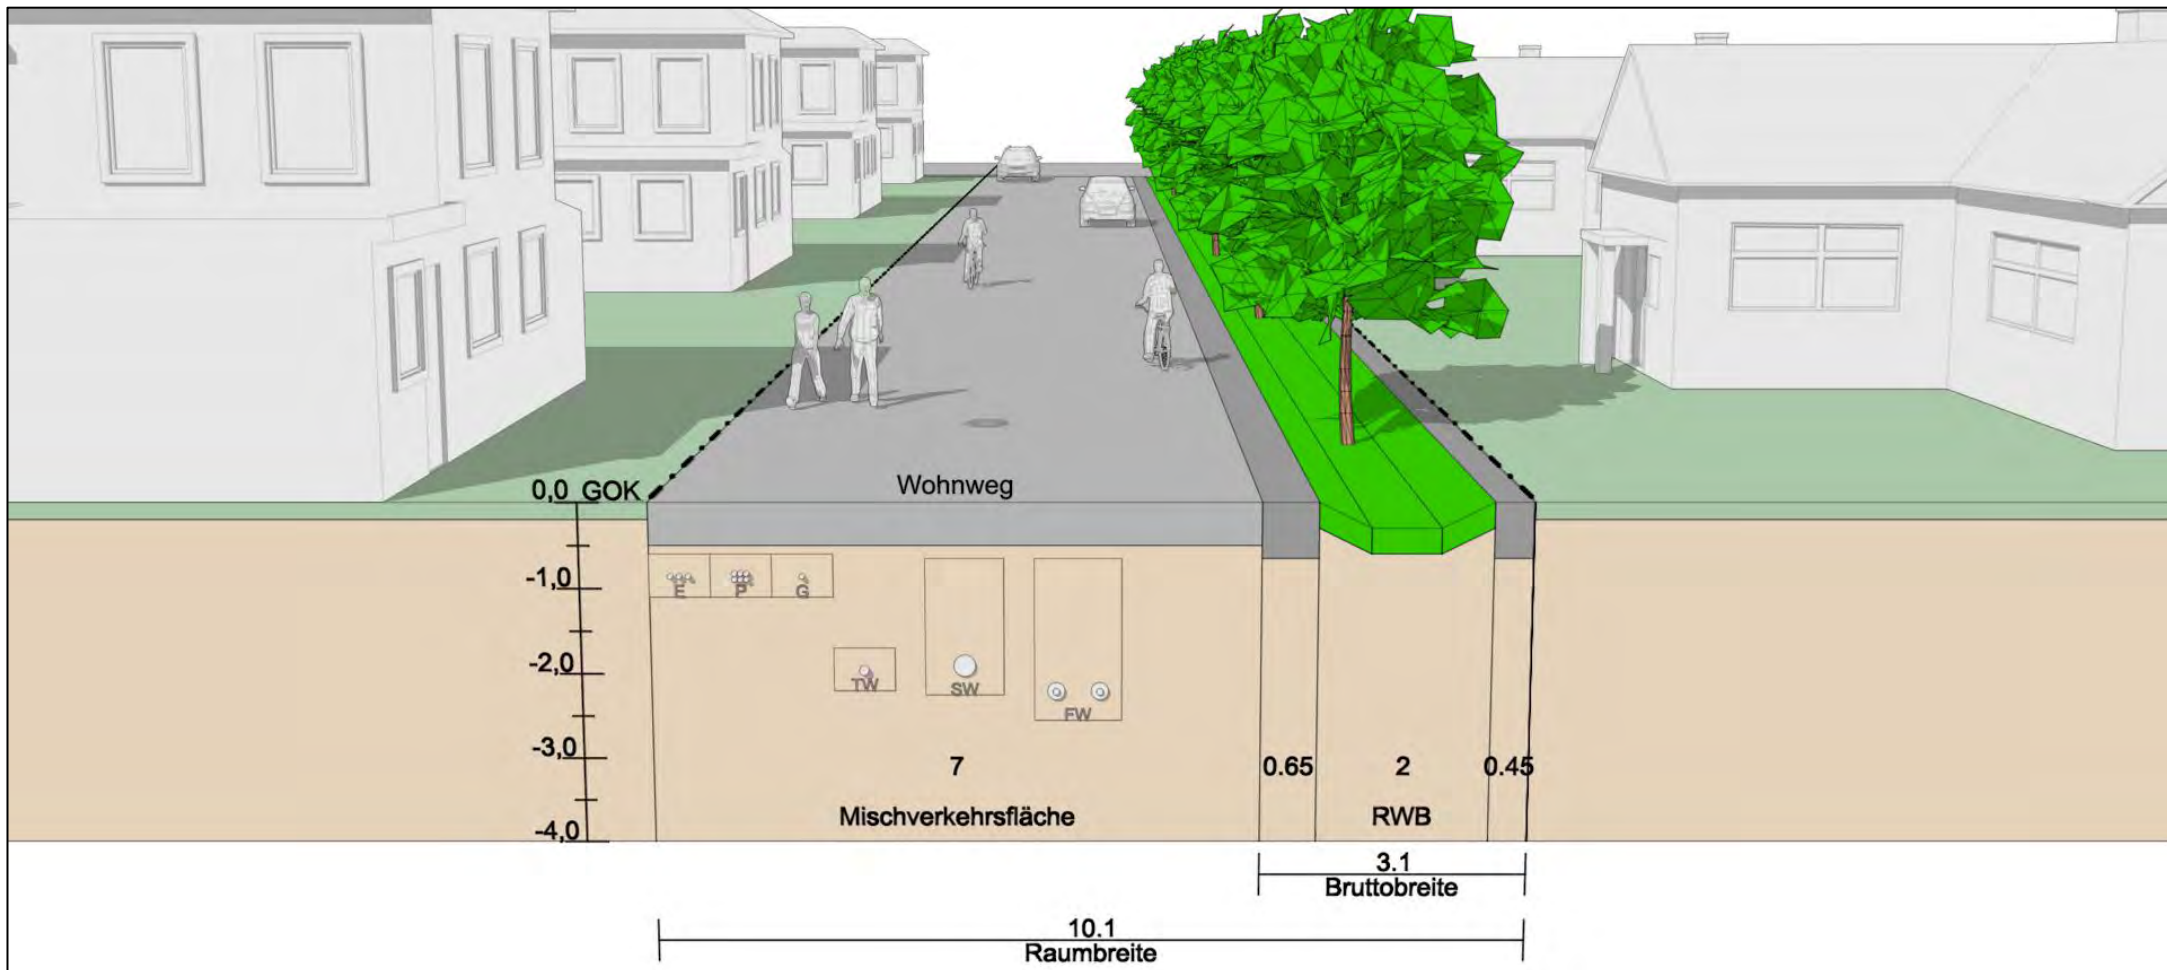 Wohnweg
0,0 GOK
-1,0
E P G
-2,0
TW SW FW
-3,0
7 0.65 2 0.45
Mischverkehrsfläche RWB
-4,0
3.1
Bruttobreite
10.1
Raumbreite